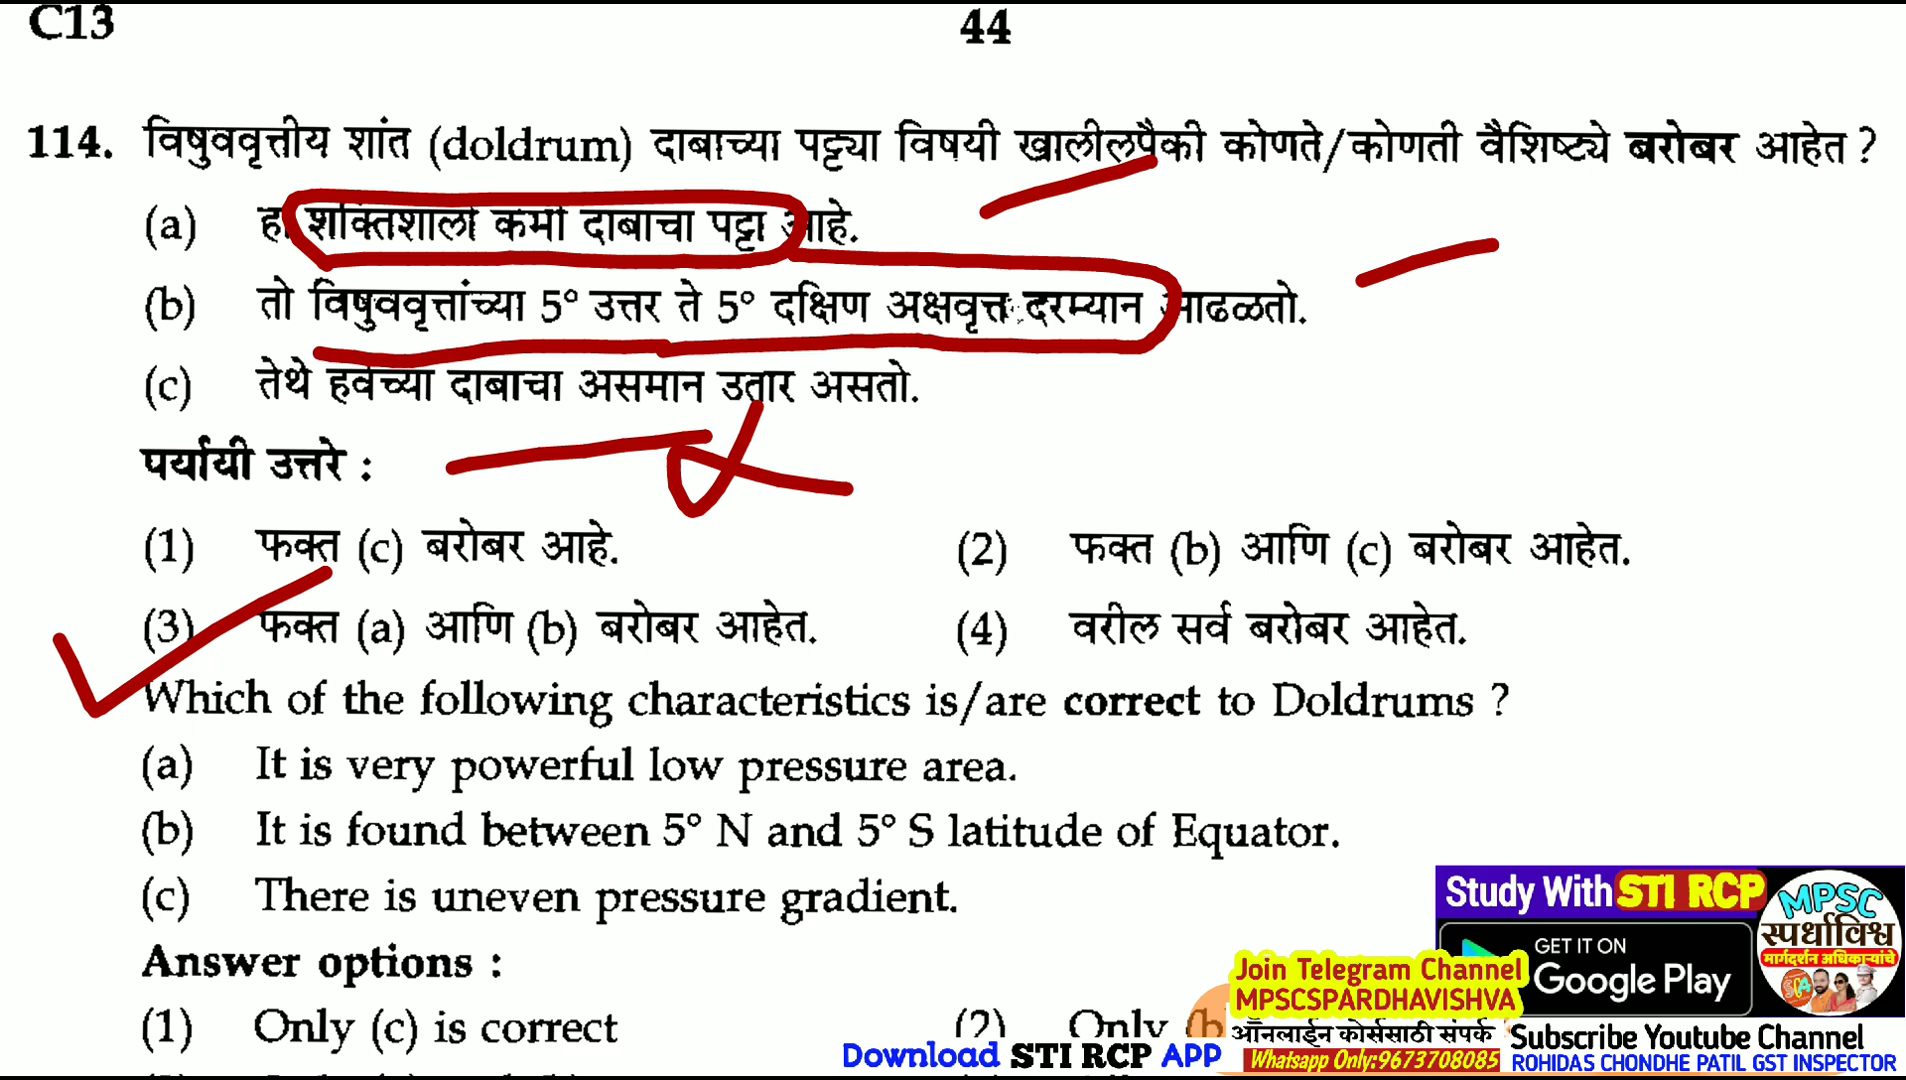 C13
44
114. विषुववृत्तीय शांत (doldrum) दाबाच्या पट्ट्या विषयी खालीलपैकी कोणते/कोणती वैशिष्ट्ये बरोबर आहेत ?
(a) हा शक्तिशाली कमी दाबाचा पट्टा आहे.
(b) तो विषुववृत्तांच्या 5° उत्तर ते 5° दक्षिण अक्षवृत्त दरम्यान आढळतो.
(c) तेथे हवेच्या दाबाचा असमान उतार असतो.
पर्यायी उत्तरे :
(1) फक्त (c) बरोबर आहे. (2) फक्त (b) आणि (c) बरोबर आहेत.
(3) फक्त (a) आणि (b) बरोबर आहेत. (4) वरील सर्व बरोबर आहेत.
Which of the following characteristics is/are correct to Doldrums ?
(a) It is very powerful low pressure area.
(b) It is found between 5° N and 5° S latitude of Equator.
(c) There is uneven pressure gradient.
Answer options :
(1) Only (c) is correct (2) Only (b
Study With STI RCP
GET IT ON
Google Play
MPSC
स्पर्धाविश्व
मार्गदर्शन अधिकाऱ्यांचे
Join Telegram Channel
MPSCSPARDHAVISHVA
ऑनलाईन कोर्ससाठी संपर्क
Whatsapp Only:9673708085
Download STI RCP APP
Subscribe Youtube Channel
ROHIDAS CHONDHE PATIL GST INSPECTOR